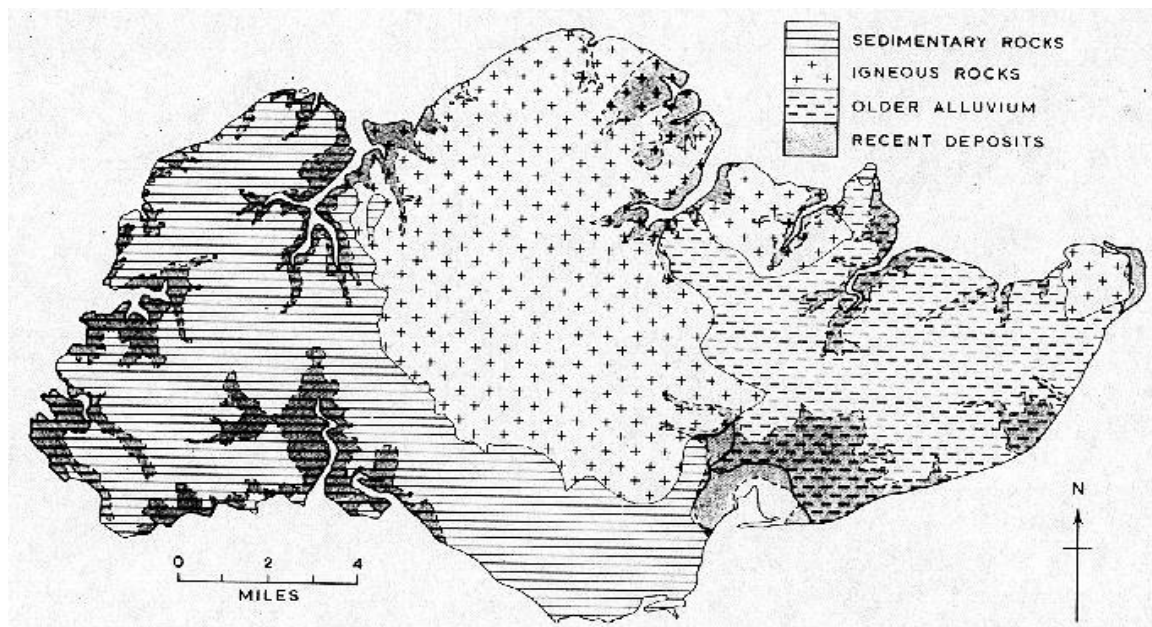 SEDIMENTARY ROCKS
IGNEOUS ROCKS
OLDER ALLUVIUM
RECENT DEPOSITS
N
0 2 4
MILES